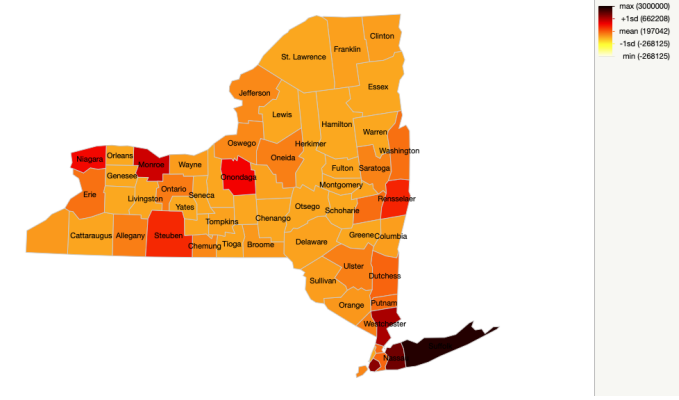 max (3000000)
+1sd (662208)
mean (197042)
-1sd (-268125)
min (-268125)
Clinton
Franklin
St. Lawrence
Essex
Jefferson
Lewis
Hamilton
Warren
Oswego
Herkimer
Washington
Oneida
Niagara
Orleans
Monroe
Wayne
Fulton
Saratoga
Genesee
Onondaga
Montgomery
Erie
Ontario
Livingston
Seneca
Rensselaer
Yates
Otsego
Schoharie
Tompkins
Chenango
Cattaraugus
Allegany
Steuben
Chemung
Tioga
Broome
Delaware
Greene
Columbia
Ulster
Dutchess
Sullivan
Orange
Putnam
Westchester